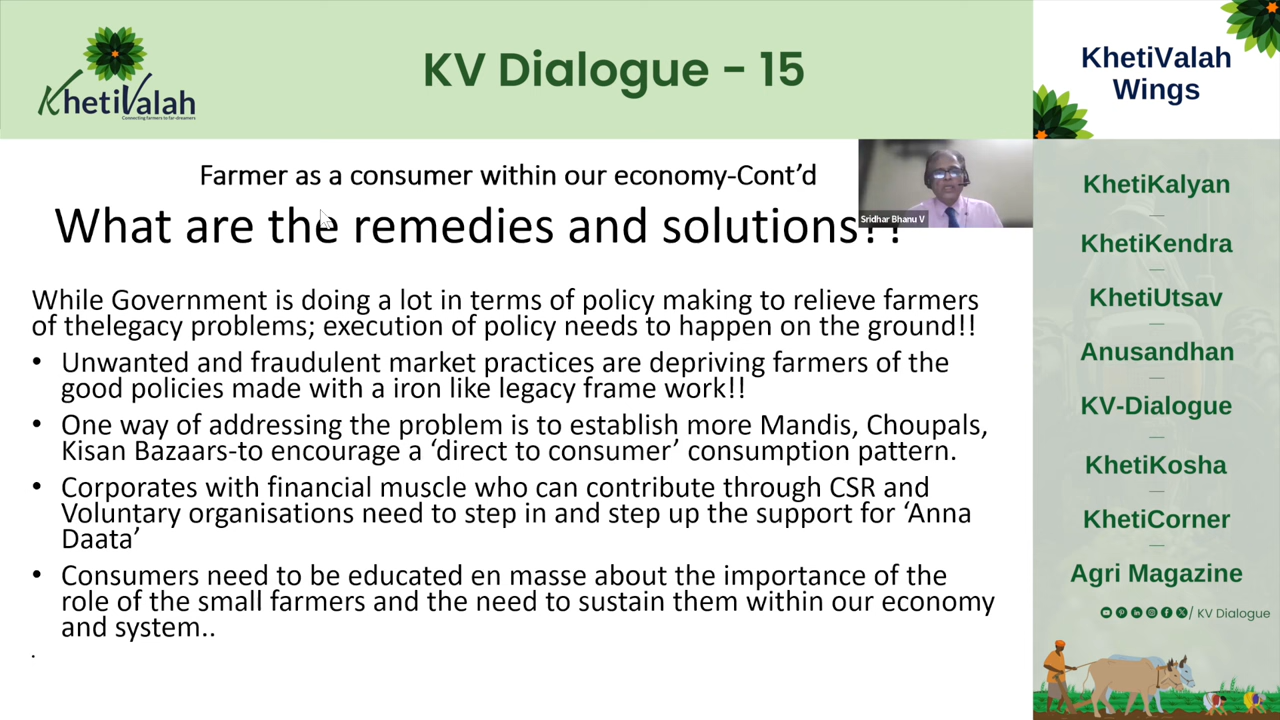 KhetiValah
Connecting farmers to far-dreamers
KV Dialogue - 15
KhetiValah
Wings
Farmer as a consumer within our economy-Cont’d
What are the remedies and solutions??
Sridhar Bhanu V
While Government is doing a lot in terms of policy making to relieve farmers
of thelegacy problems; execution of policy needs to happen on the ground!!
• Unwanted and fraudulent market practices are depriving farmers of the
good policies made with a iron like legacy frame work!!
• One way of addressing the problem is to establish more Mandis, Choupals,
Kisan Bazaars-to encourage a ‘direct to consumer’ consumption pattern.
• Corporates with financial muscle who can contribute through CSR and
Voluntary organisations need to step in and step up the support for ‘Anna
Daata’
• Consumers need to be educated en masse about the importance of the
role of the small farmers and the need to sustain them within our economy
and system..
.
KhetiKalyan
KhetiKendra
KhetiUtsav
Anusandhan
KV-Dialogue
KhetiKosha
KhetiCorner
Agri Magazine
/ KV Dialogue